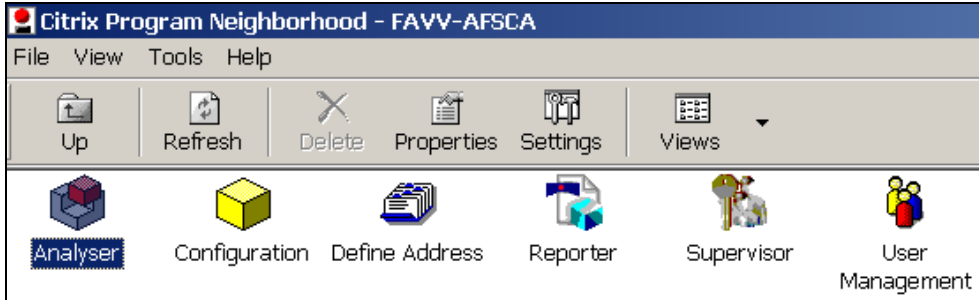 Citrix Program Neighborhood - FAVV-AFSCA
File View Tools Help
Up Refresh Delete Properties Settings Views
Analyser Configuration Define Address Reporter Supervisor User
Management